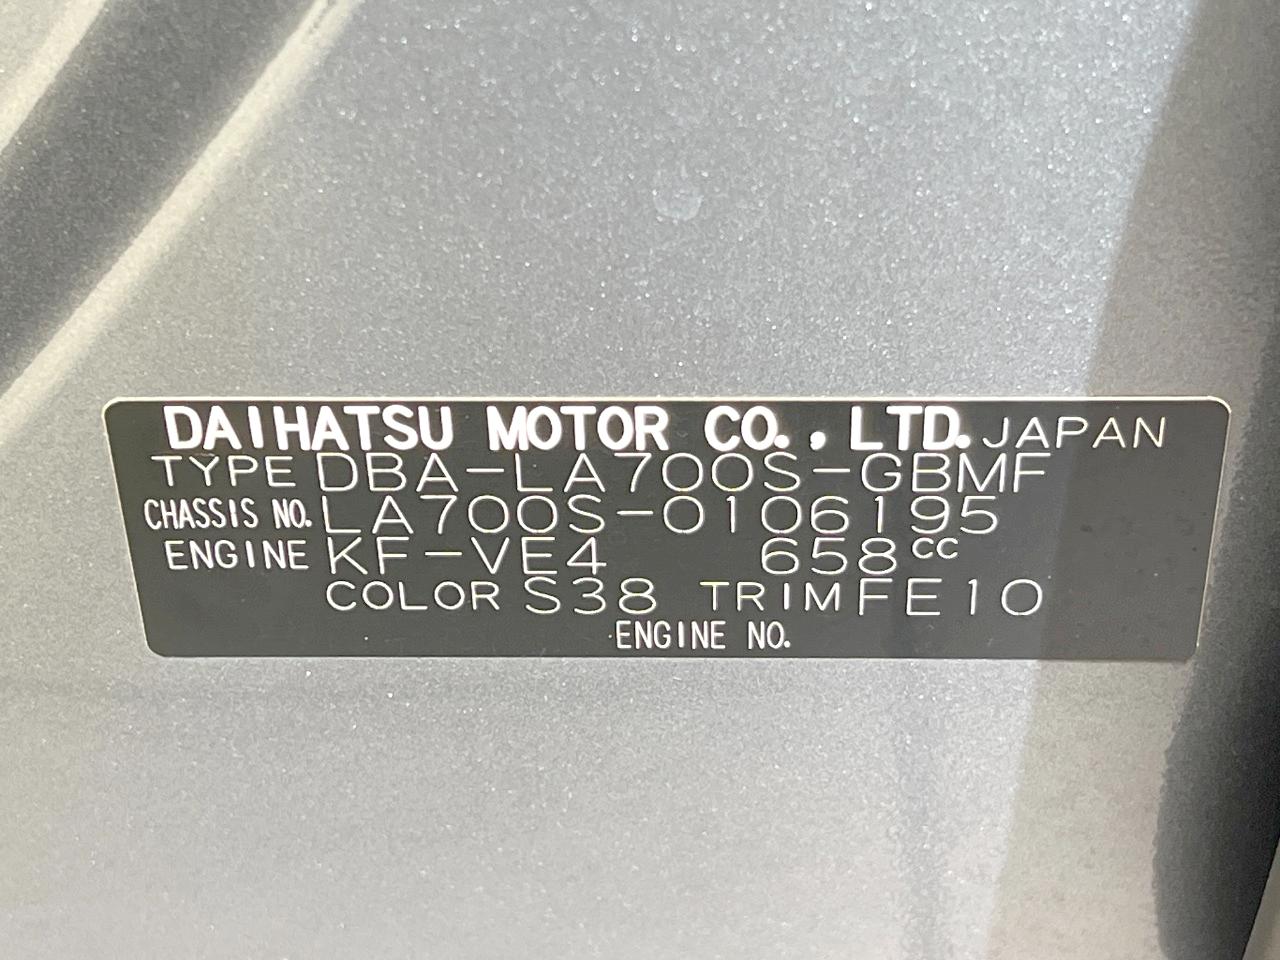 DAIHATSU MOTOR CO., LTD. JAPAN
TYPE DBA-LA700S-GBMF
CHASSIS NO. LA700S-0106195
ENGINE KF-VE4 658cc
COLOR S38 TRIM FE10
ENGINE NO.